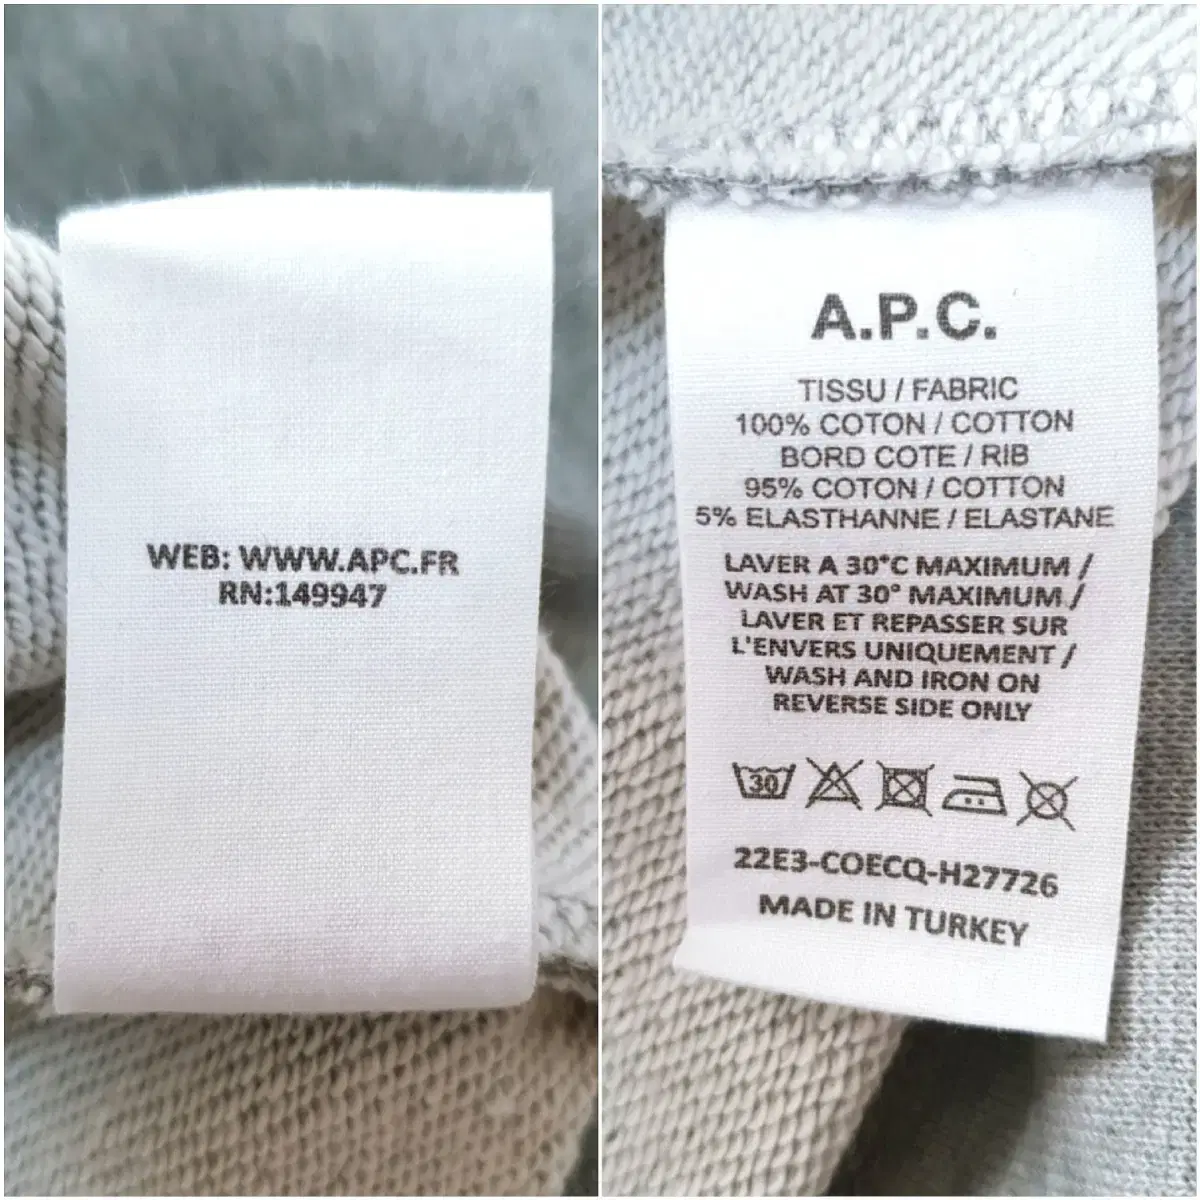 WEB: WWW.APC.FR
RN:149947
A.P.C.
TISSU / FABRIC
100% COTON / COTTON
BORD COTE / RIB
95% COTON / COTTON
5% ELASTHANNE / ELASTANE
LAVER A 30°C MAXIMUM /
WASH AT 30° MAXIMUM /
LAVER ET REPASSER SUR
L'ENVERS UNIQUEMENT /
WASH AND IRON ON
REVERSE SIDE ONLY
30
22E3-COECQ-H27726
MADE IN TURKEY